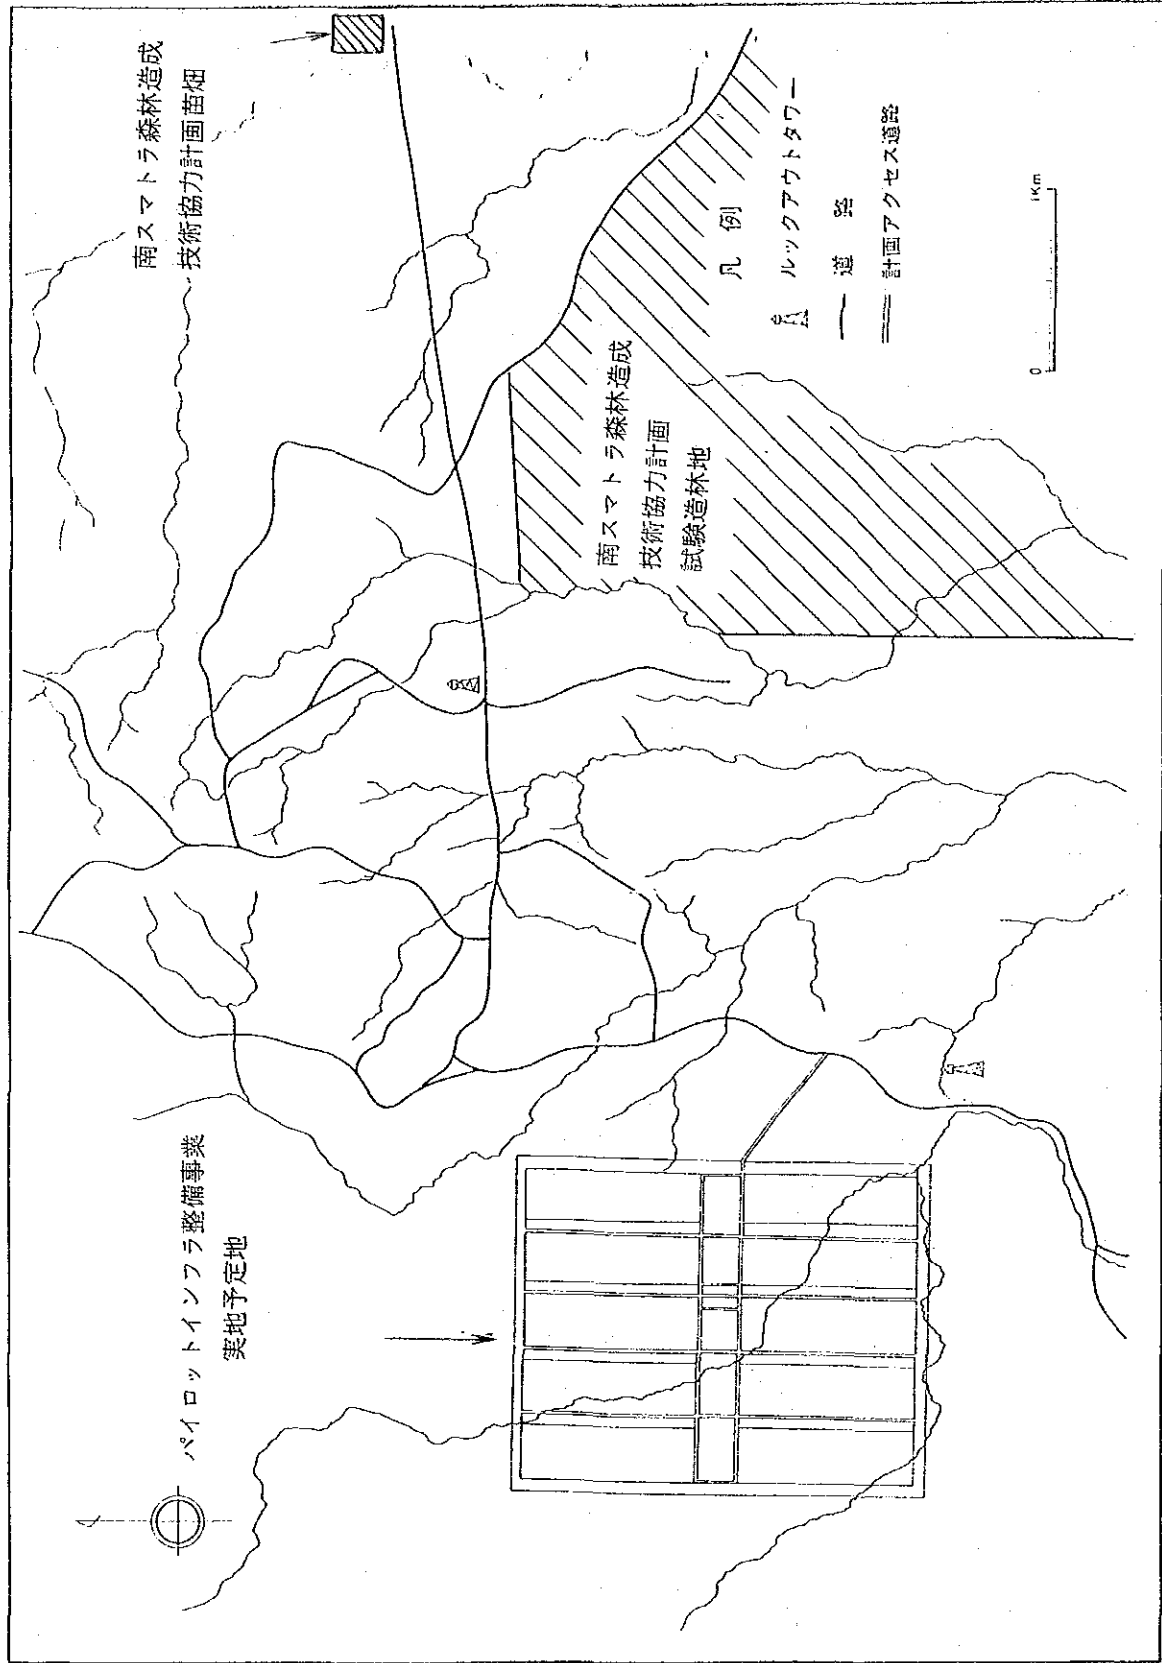 パイロットインフラ整備事業
実地予定地
南スマトラ森林造成
技術協力計画苗畑
南スマトラ森林造成
技術協力計画
試験造林地
凡例
ルックアウトタワー
道路
計画アクセス道路
0 1Km